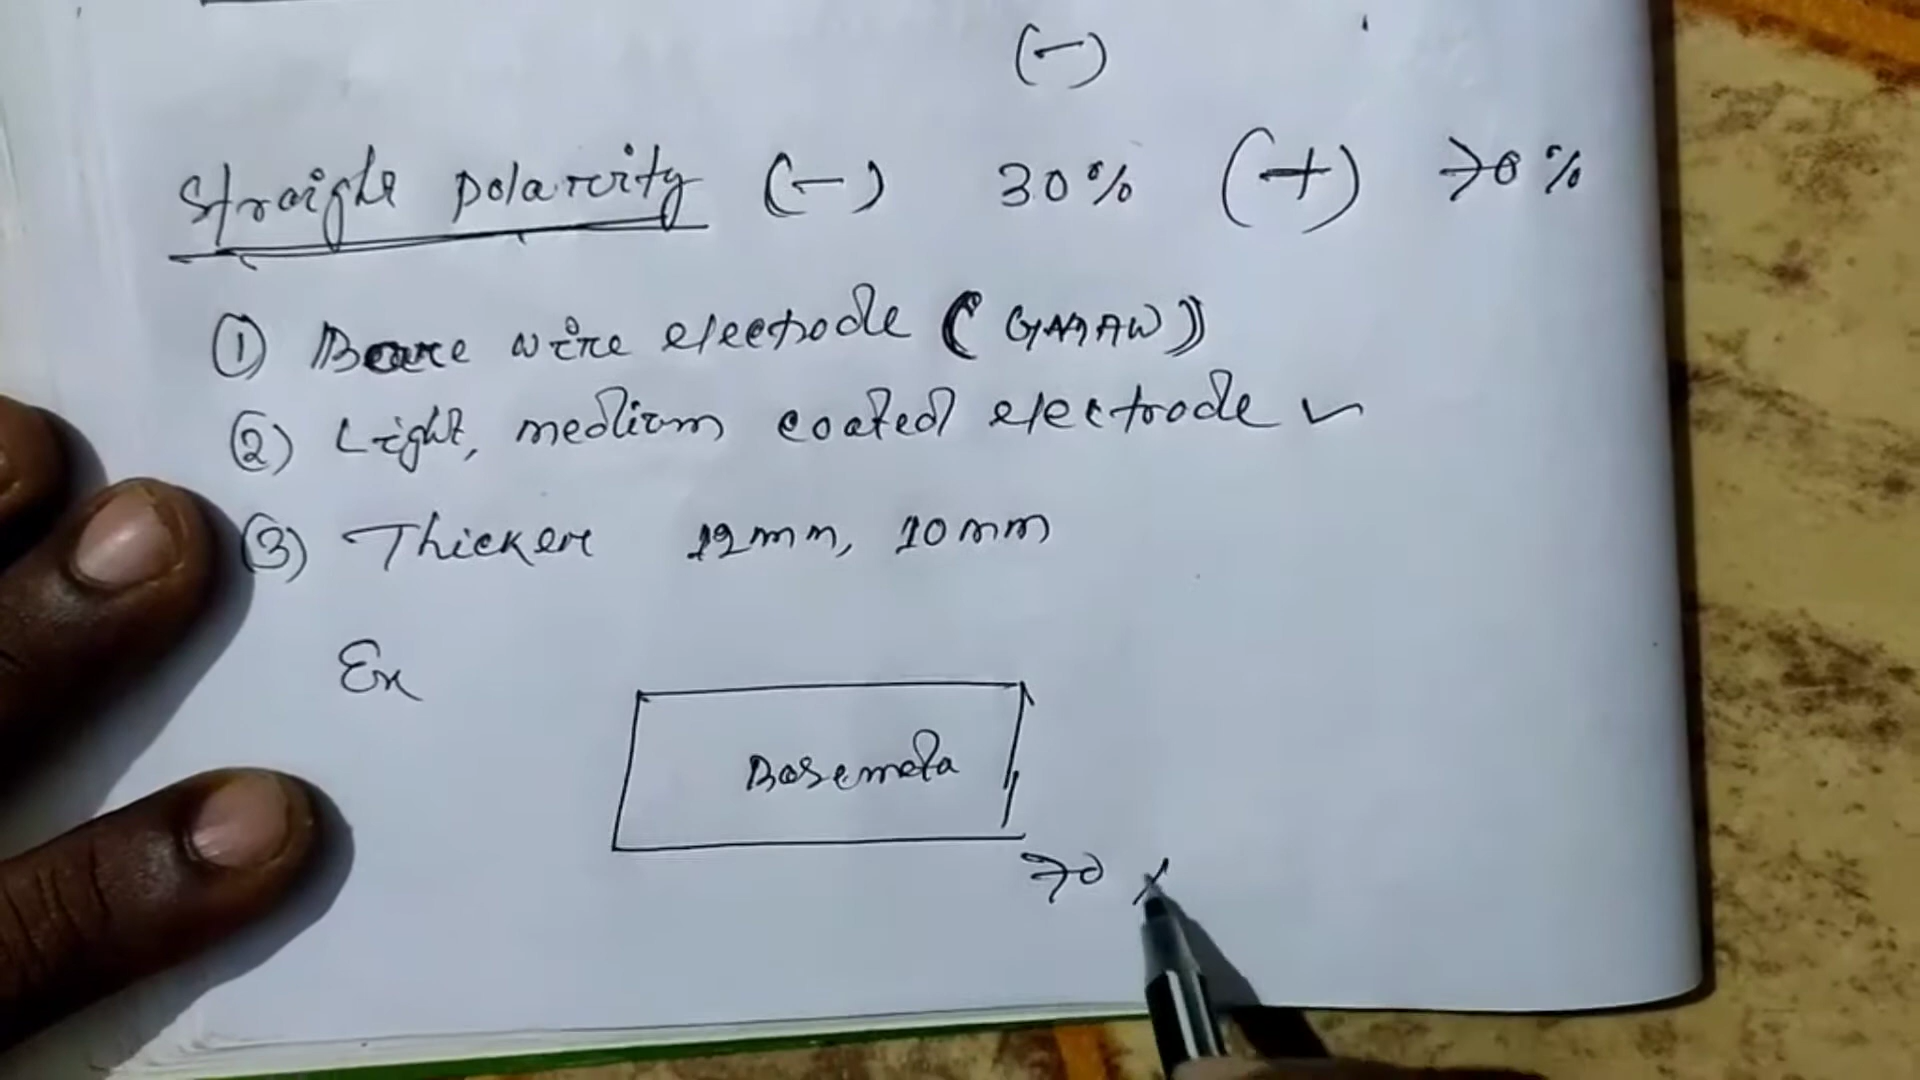 (-)
Straight polarity (-) 30% (+) 70%
① Bare wire electrode (GMAW)
② Light, medium coated electrode ✓
③ Thicker 12mm, 10mm
Ex
Basemeta
70